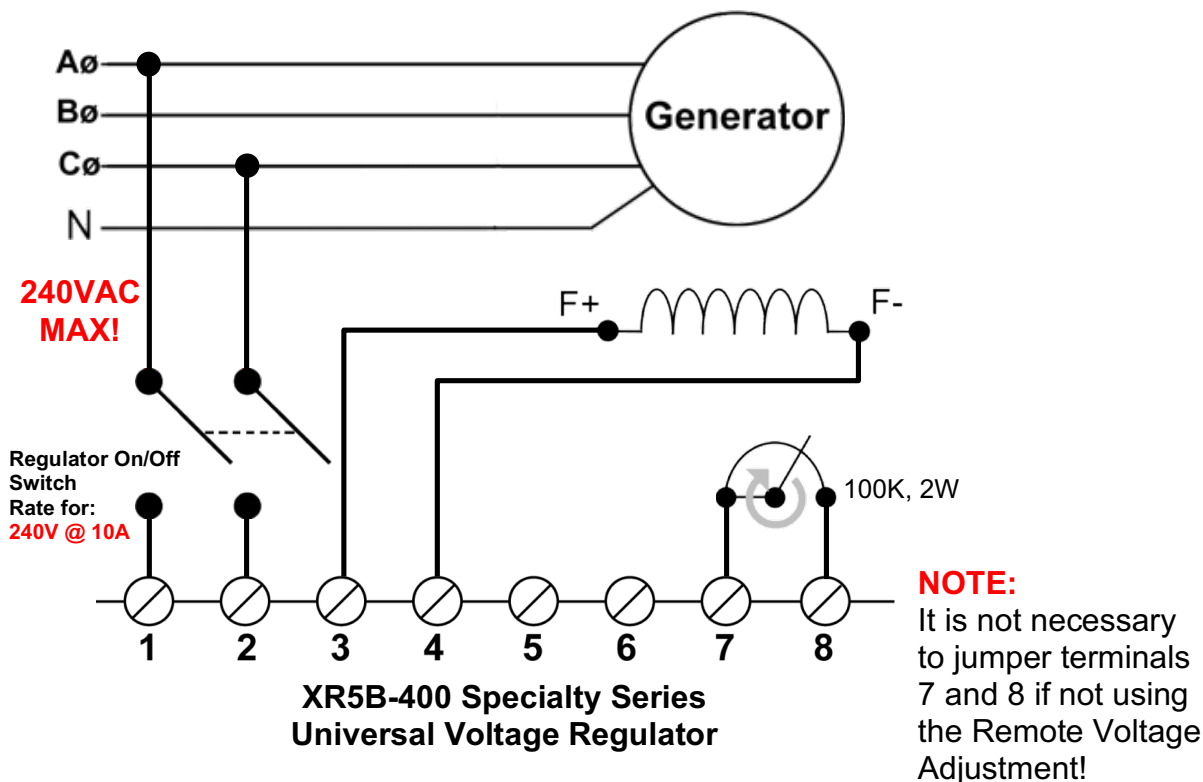 Aø
Bø
Generator
Cø
N
240VAC
MAX!
F+
F-
Regulator On/Off
Switch
Rate for:
240V @ 10A
100K, 2W
1 2 3 4 5 6 7 8
XR5B-400 Specialty Series
Universal Voltage Regulator
NOTE:
It is not necessary
to jumper terminals
7 and 8 if not using
the Remote Voltage
Adjustment!